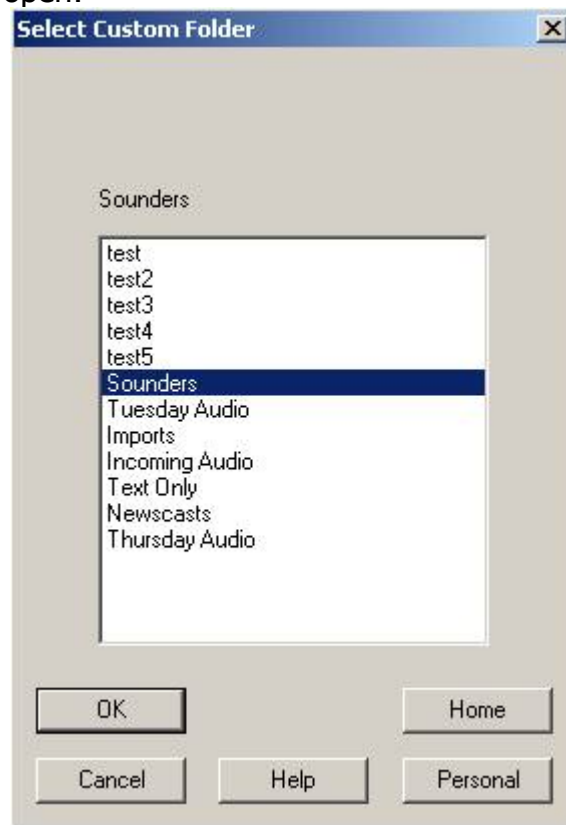 open.
Select Custom Folder
Sounders
test
test2
test3
test4
test5
Sounders
Tuesday Audio
Imports
Incoming Audio
Text Only
Newscasts
Thursday Audio
OK Home
Cancel Help Personal